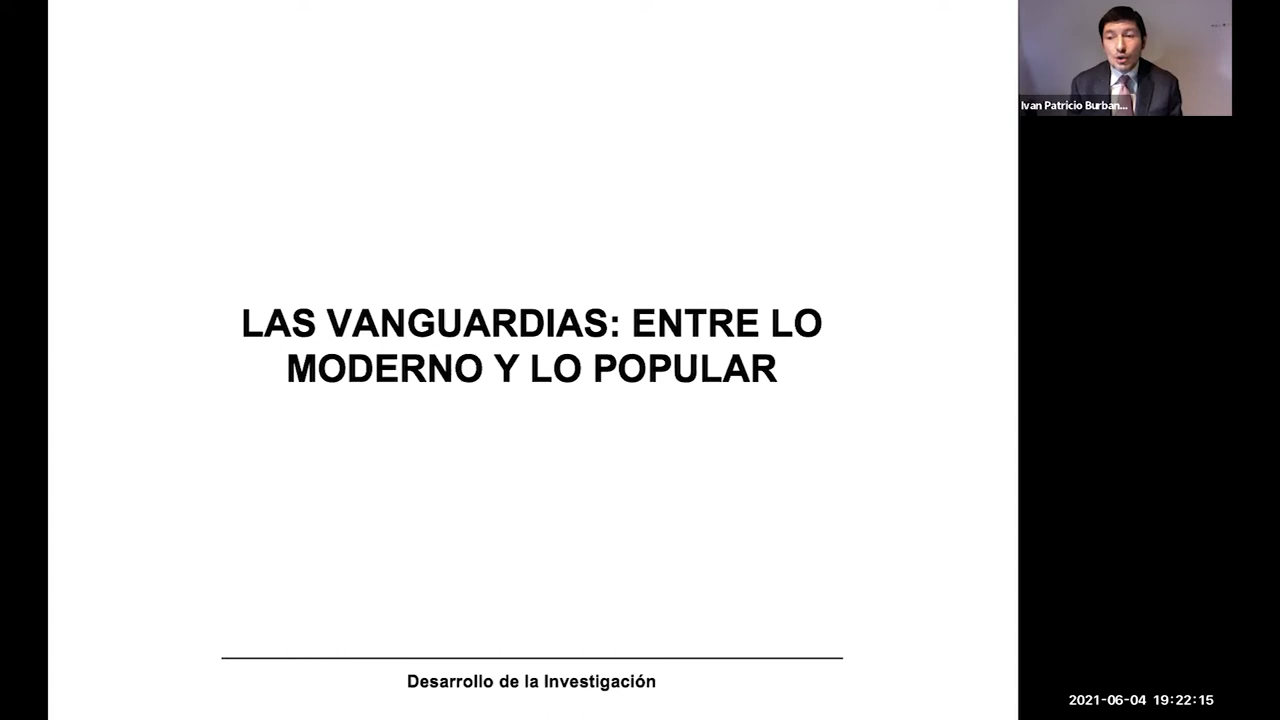 Ivan Patricio Burban...
LAS VANGUARDIAS: ENTRE LO
MODERNO Y LO POPULAR
Desarrollo de la Investigación
2021-06-04 19:22:15